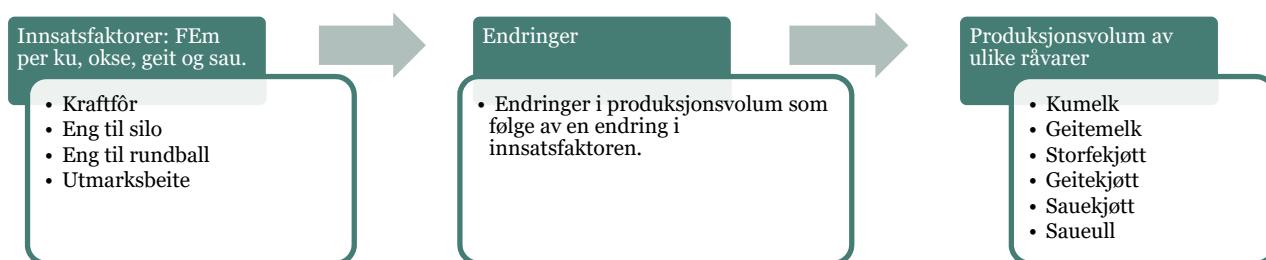 Innsatsfaktorer: FEm
per ku, okse, geit og sau.
• Kraftfôr
• Eng til silo
• Eng til rundball
• Utmarksbeite
Endringer
• Endringer i produksjonsvolum som
følge av en endring i
innsatsfaktoren.
Produksjonsvolum av
ulike råvarer
• Kumelk
• Geitemelk
• Storfekjøtt
• Geitekjøtt
• Sauekjøtt
• Saueull